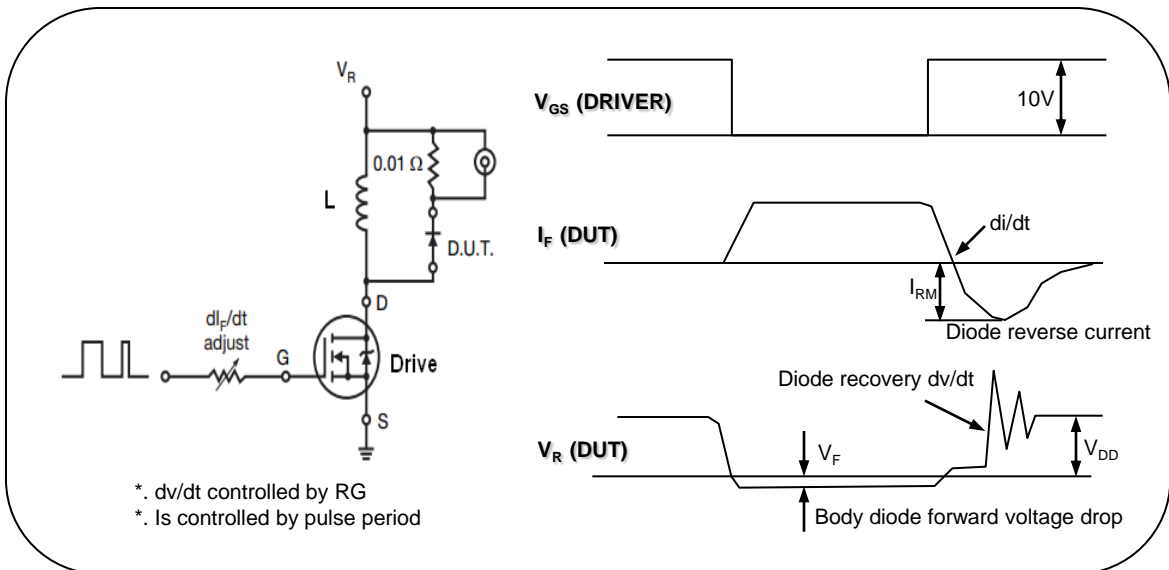 V_R
0.01 Ω
L
D.U.T.
D
dI_F/dt
adjust
G
Drive
S
*. dv/dt controlled by RG
*. Is controlled by pulse period
V_GS (DRIVER)
10V
I_F (DUT)
di/dt
I_RM
Diode reverse current
Diode recovery dv/dt
V_R (DUT)
V_F
V_DD
Body diode forward voltage drop